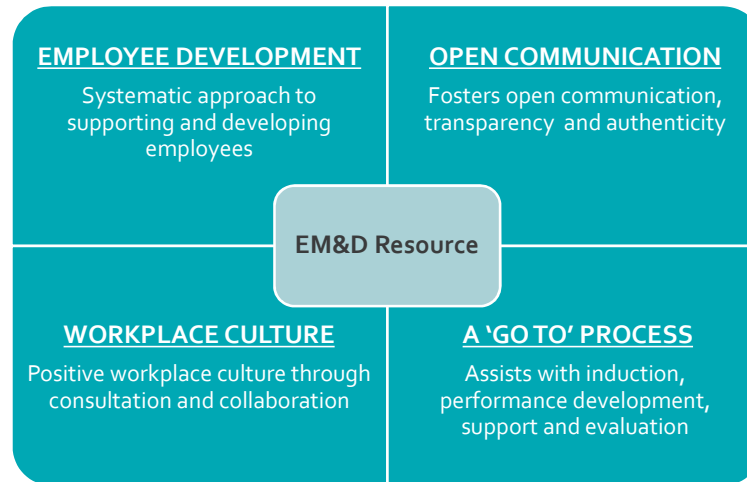 EMPLOYEE DEVELOPMENT
Systematic approach to
supporting and developing
employees
OPEN COMMUNICATION
Fosters open communication,
transparency and authenticity
EM&D Resource
WORKPLACE CULTURE
Positive workplace culture through
consultation and collaboration
A ‘GO TO’ PROCESS
Assists with induction,
performance development,
support and evaluation